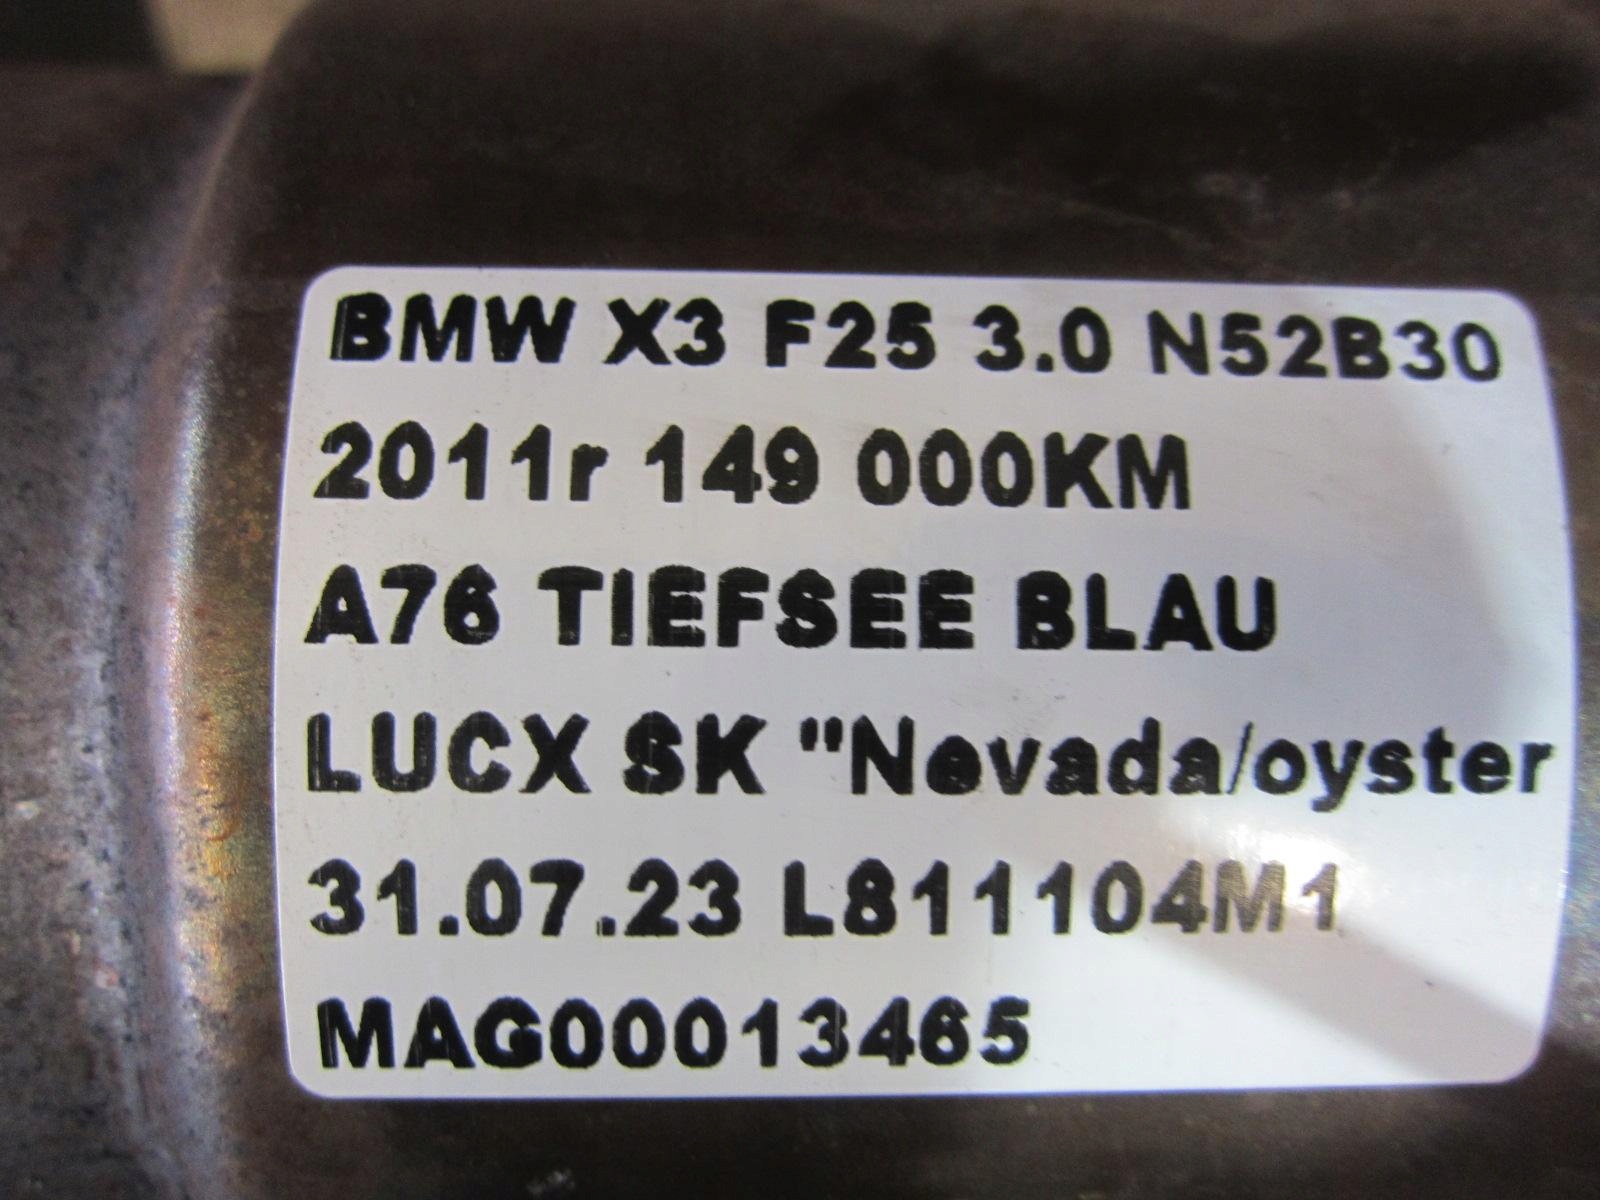 BMW X3 F25 3.0 N52B30
2011r 149 000KM
A76 TIEFSEE BLAU
LUCX SK "Nevada/oyster
31.07.23 L811104M1
MAG00013465